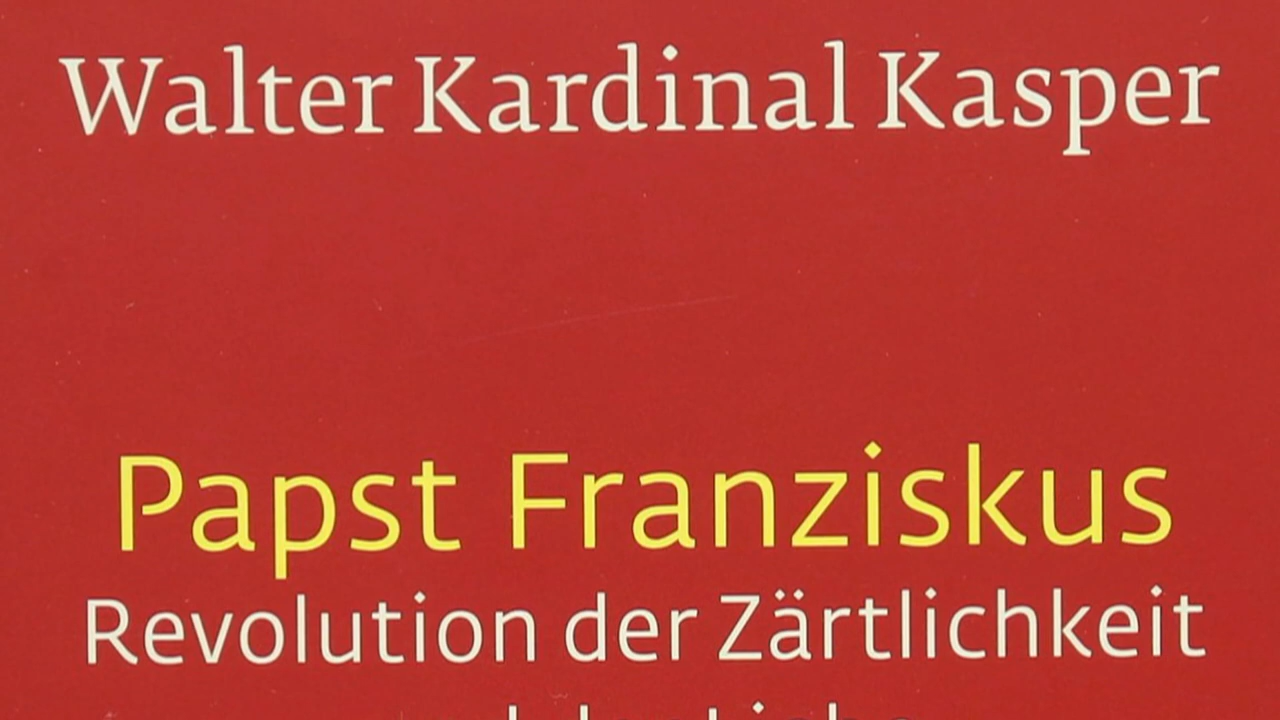 Walter Kardinal Kasper
Papst Franziskus
Revolution der Zärtlichkeit